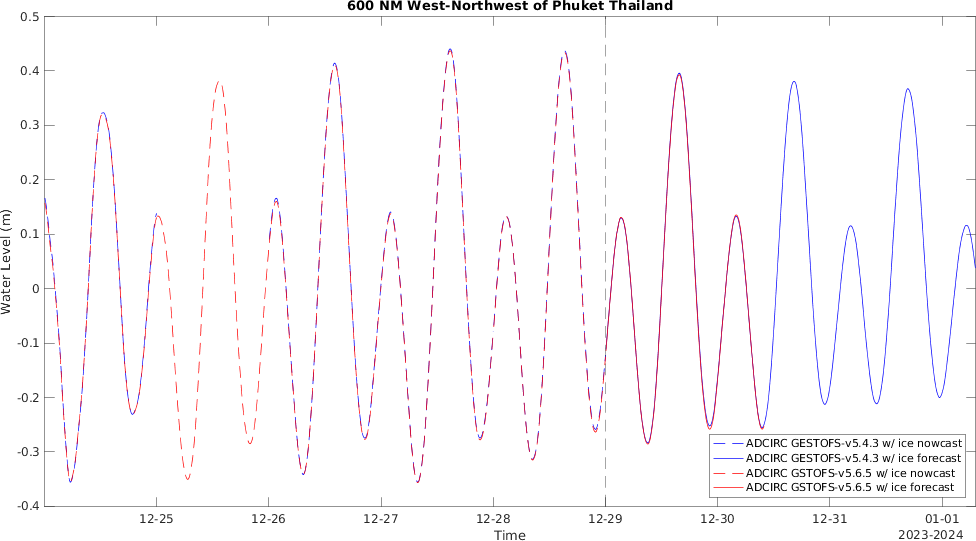 600 NM West-Northwest of Phuket Thailand
0.5
0.4
0.3
0.2
0.1
0
-0.1
-0.2
-0.3
-0.4
Water Level (m)
ADCIRC GESTOFS-v5.4.3 w/ ice nowcast
ADCIRC GESTOFS-v5.4.3 w/ ice forecast
ADCIRC GSTOFS-v5.6.5 w/ ice nowcast
ADCIRC GSTOFS-v5.6.5 w/ ice forecast
12-25 12-26 12-27 12-28 12-29 12-30 12-31 01-01
Time
2023-2024